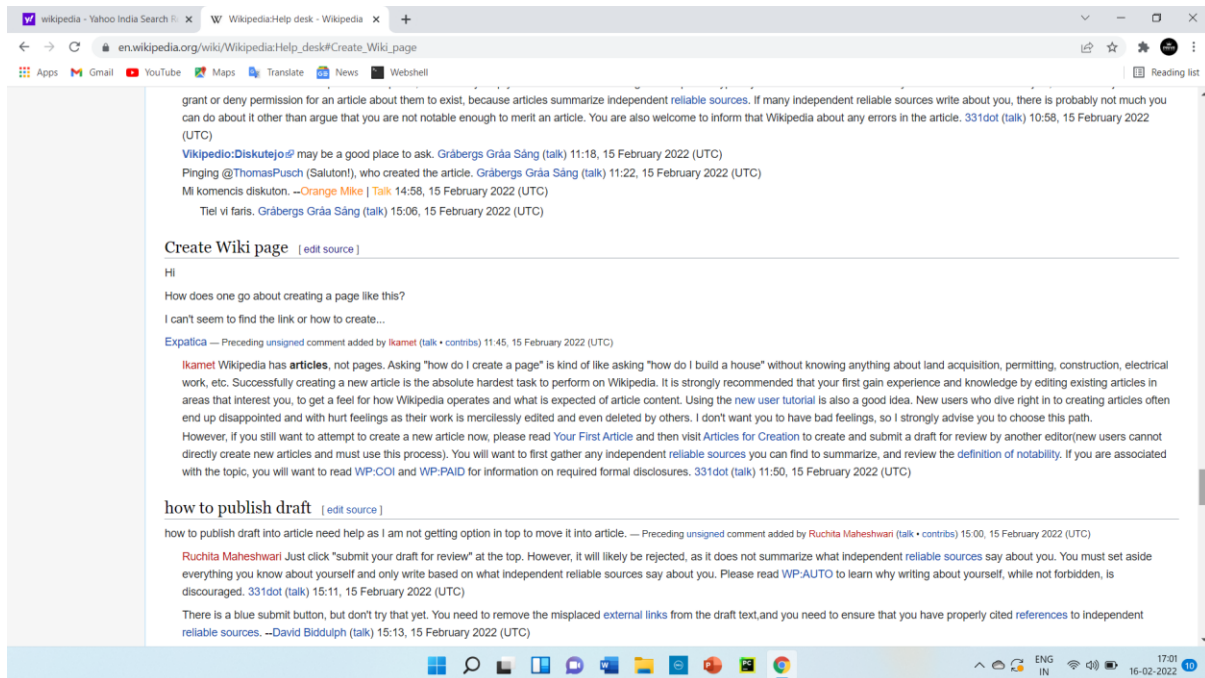 wikipedia - Yahoo India Search R
Wikipedia:Help desk - Wikipedia
en.wikipedia.org/wiki/Wikipedia:Help_desk#Create_Wiki_page
Apps Gmail YouTube Maps Translate News Webshell Reading list
grant or deny permission for an article about them to exist, because articles summarize independent reliable sources. If many independent reliable sources write about you, there is probably not much you
can do about it other than argue that you are not notable enough to merit an article. You are also welcome to inform that Wikipedia about any errors in the article. 331dot (talk) 10:58, 15 February 2022
(UTC)
Vikipedio:Diskutejo may be a good place to ask. Gråbergs Gråa Sång (talk) 11:18, 15 February 2022 (UTC)
Pinging @ThomasPusch (Saluton!), who created the article. Gråbergs Gråa Sång (talk) 11:22, 15 February 2022 (UTC)
Mi komencis diskuton. --Orange Mike | Talk 14:58, 15 February 2022 (UTC)
Tiel vi faris. Gråbergs Gråa Sång (talk) 15:06, 15 February 2022 (UTC)
Create Wiki page [ edit source ]
Hi
How does one go about creating a page like this?
I can't seem to find the link or how to create...
Expatica — Preceding unsigned comment added by Ikamet (talk • contribs) 11:45, 15 February 2022 (UTC)
Ikamet Wikipedia has articles, not pages. Asking "how do I create a page" is kind of like asking "how do I build a house" without knowing anything about land acquisition, permitting, construction, electrical
work, etc. Successfully creating a new article is the absolute hardest task to perform on Wikipedia. It is strongly recommended that your first gain experience and knowledge by editing existing articles in
areas that interest you, to get a feel for how Wikipedia operates and what is expected of article content. Using the new user tutorial is also a good idea. New users who dive right in to creating articles often
end up disappointed and with hurt feelings as their work is mercilessly edited and even deleted by others. I don't want you to have bad feelings, so I strongly advise you to choose this path.
However, if you still want to attempt to create a new article now, please read Your First Article and then visit Articles for Creation to create and submit a draft for review by another editor(new users cannot
directly create new articles and must use this process). You will want to first gather any independent reliable sources you can find to summarize, and review the definition of notability. If you are associated
with the topic, you will want to read WP:COI and WP:PAID for information on required formal disclosures. 331dot (talk) 11:50, 15 February 2022 (UTC)
how to publish draft [ edit source ]
how to publish draft into article need help as I am not getting option in top to move it into article. — Preceding unsigned comment added by Ruchita Maheshwari (talk • contribs) 15:00, 15 February 2022 (UTC)
Ruchita Maheshwari Just click "submit your draft for review" at the top. However, it will likely be rejected, as it does not summarize what independent reliable sources say about you. You must set aside
everything you know about yourself and only write based on what independent reliable sources say about you. Please read WP:AUTO to learn why writing about yourself, while not forbidden, is
discouraged. 331dot (talk) 15:11, 15 February 2022 (UTC)
There is a blue submit button, but don't try that yet. You need to remove the misplaced external links from the draft text,and you need to ensure that you have properly cited references to independent
reliable sources. --David Biddulph (talk) 15:13, 15 February 2022 (UTC)
ENG 17:01
IN 16-02-2022 10